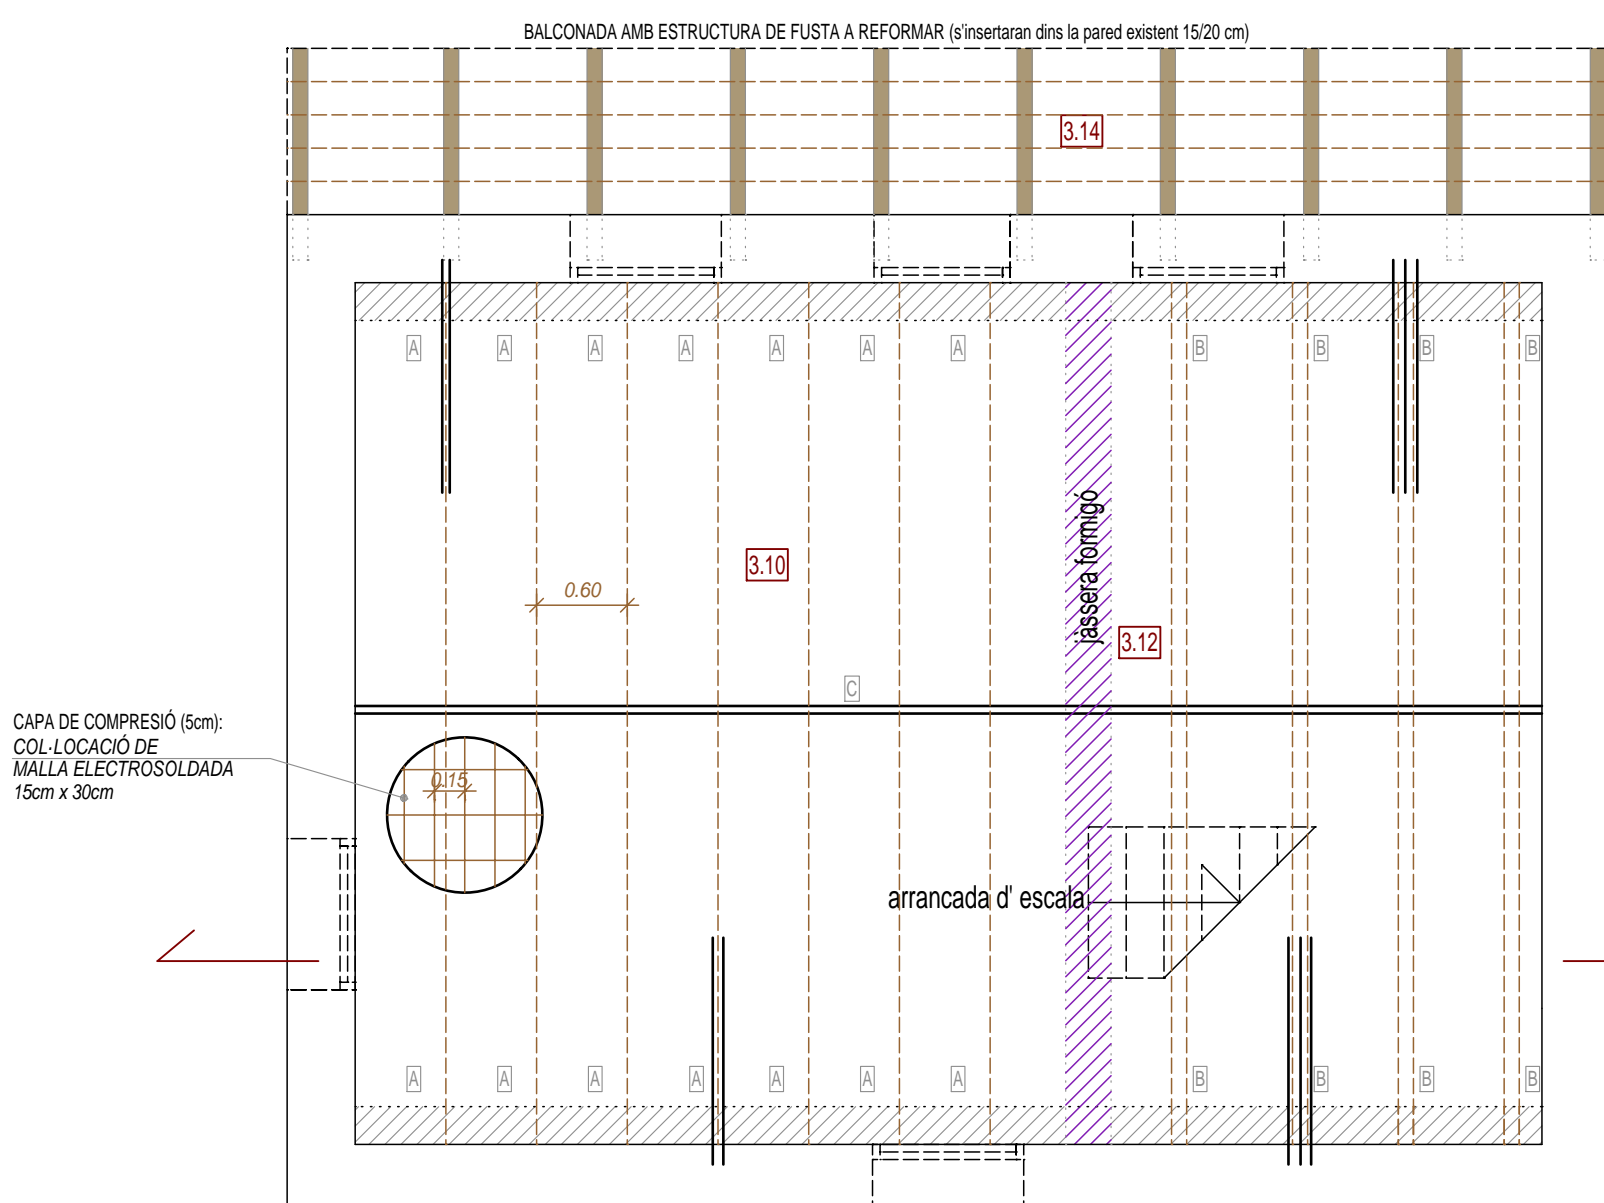 BALCONADA AMB ESTRUCTURA DE FUSTA A REFORMAR (s'insertaran dins la pared existent 15/20 cm)
3.14
A A A A A A A B B B B
jàssera formigó
3.10
0.60
3.12
C
CAPA DE COMPRESIÓ (5cm):
COL·LOCACIÓ DE
MALLA ELECTROSOLDADA
15cm x 30cm
0.15
arrancada d' escala
A A A A A A A B B B B